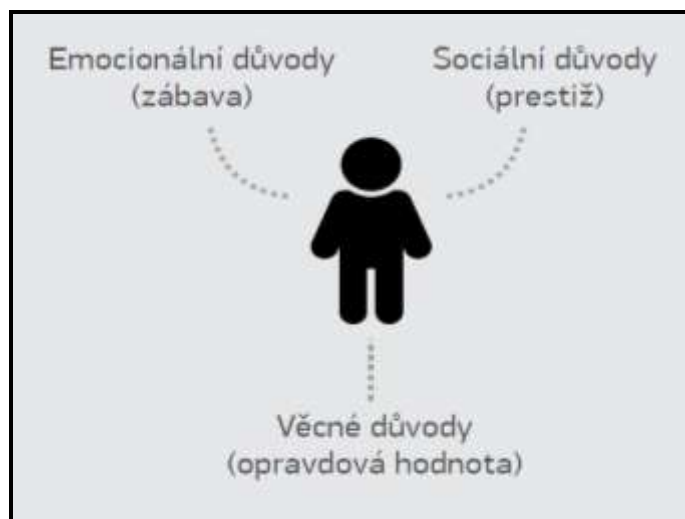 Emocionální důvody
(zábava)
Sociální důvody
(prestiž)
Věcné důvody
(opravdová hodnota)